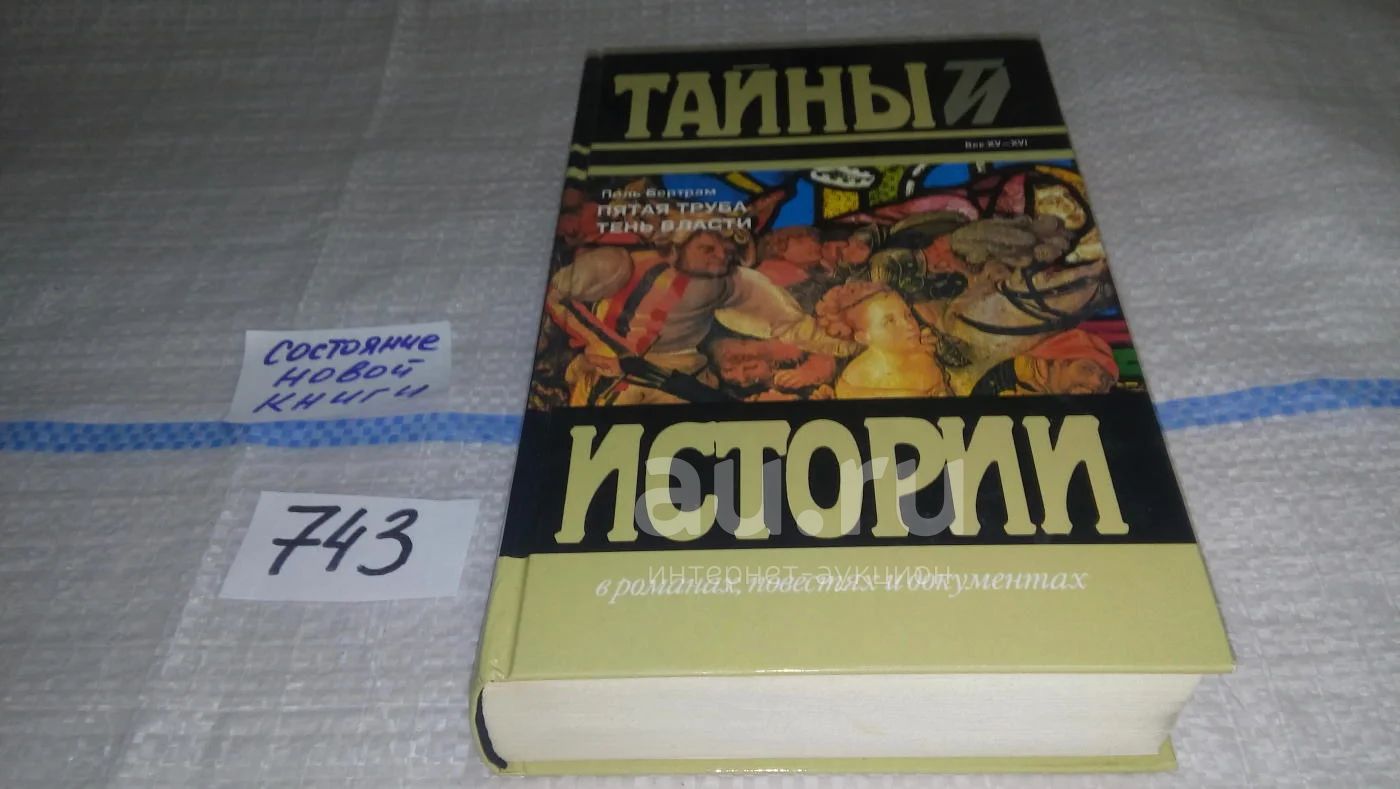 ТАЙНЫ ТИ
Век XV—XVI
Поль Бертрам
ПЯТАЯ ТРУБА
ТЕНЬ ВЛАСТИ
состояние
новой
книги
ИСТОРИИ
au.ru
интернет-аукцион
743
в романах, повестях и документах